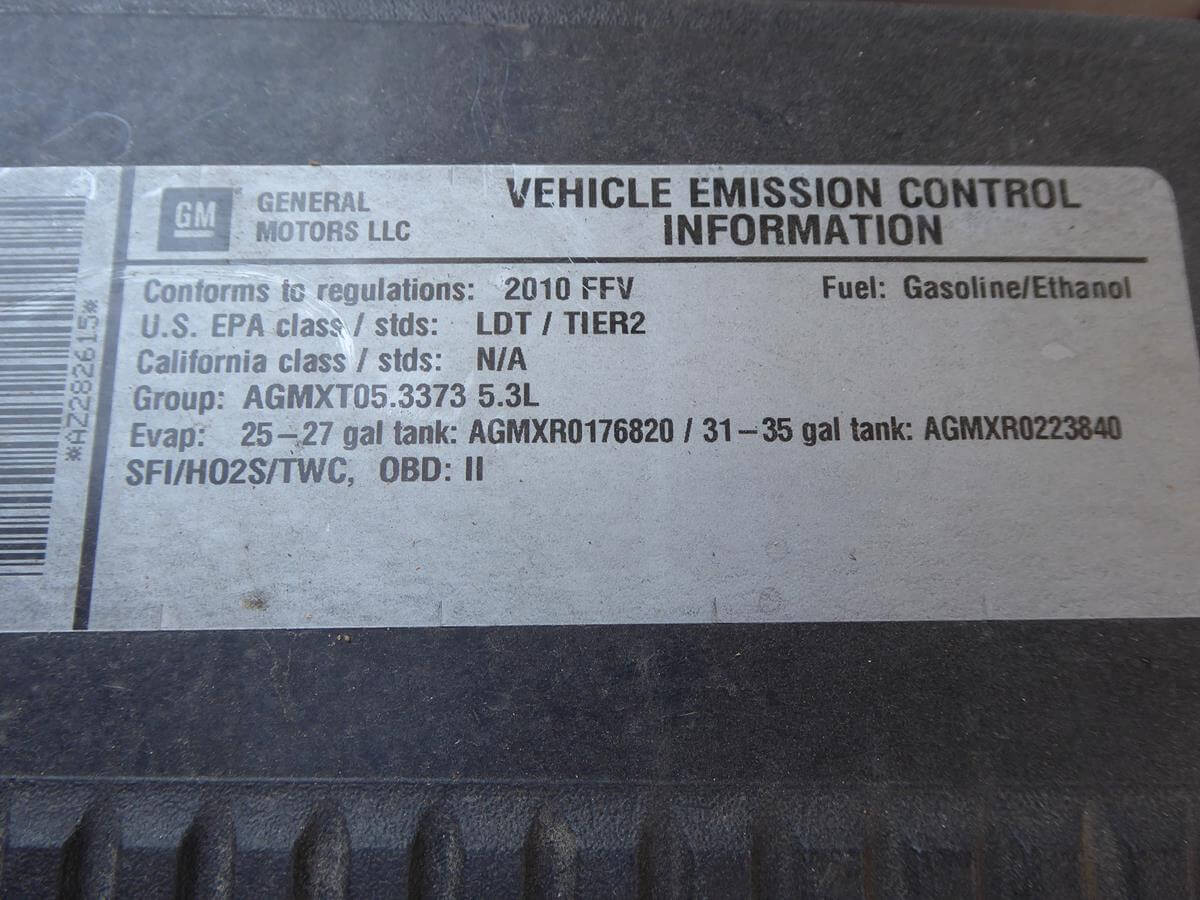 *AZ282615*
GM
GENERAL
MOTORS LLC
VEHICLE EMISSION CONTROL
INFORMATION
Conforms to regulations: 2010 FFV Fuel: Gasoline/Ethanol
U.S. EPA class / stds: LDT / TIER2
California class / stds: N/A
Group: AGMXT05.3373 5.3L
Evap: 25–27 gal tank: AGMXR0176820 / 31–35 gal tank: AGMXR0223840
SFI/HO2S/TWC, OBD: II